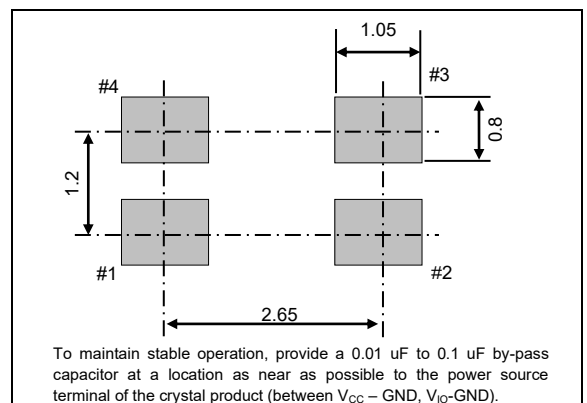 1.05
#4
#3
0.8
1.2
#1
#2
2.65
To maintain stable operation, provide a 0.01 uF to 0.1 uF by-pass
capacitor at a location as near as possible to the power source
terminal of the crystal product (between VCC – GND, VIO-GND).